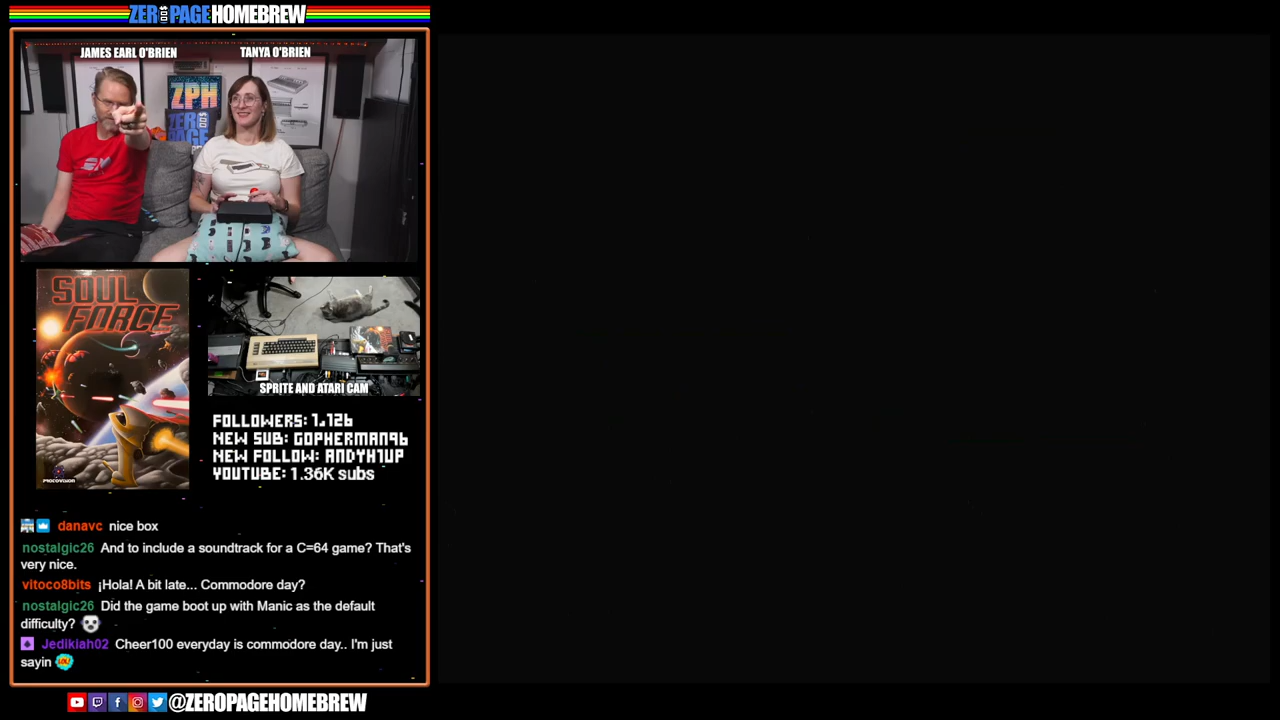 ZEROPAGEHOMEBREW
JAMES EARL O'BRIEN
TANYA O'BRIEN
ZPH
ZERO
PAGE
SOUL
FORCE
SPRITE AND ATARI CAM
FOLLOWERS: 1,126
NEW SUB: GOPHERMAN96
NEW FOLLOW: ANDYH1UP
YOUTUBE: 1.36K subs
danavc nice box
nostalgic26 And to include a soundtrack for a C=64 game? That's
very nice.
vitoco8bits ¡Hola! A bit late... Commodore day?
nostalgic26 Did the game boot up with Manic as the default
difficulty?
Jedikiah02 Cheer100 everyday is commodore day.. I'm just
sayin
@ZEROPAGEHOMEBREW